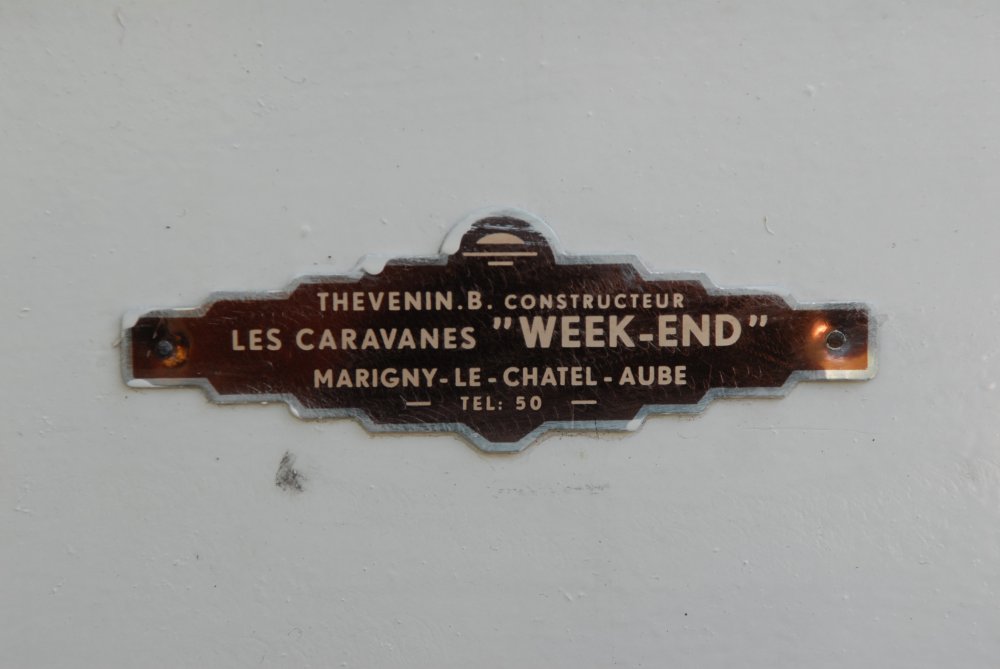 THEVENIN.B. CONSTRUCTEUR
LES CARAVANES "WEEK-END"
MARIGNY-LE-CHATEL-AUBE
— TEL: 50 —